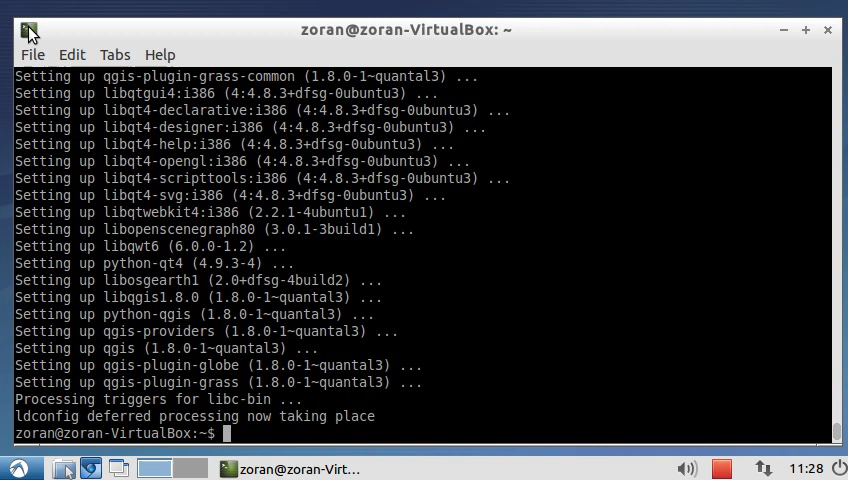 zoran@zoran-VirtualBox: ~
File Edit Tabs Help
Setting up qgis-plugin-grass-common (1.8.0-1~quantal3) ...
Setting up libqtgui4:i386 (4:4.8.3+dfsg-0ubuntu3) ...
Setting up libqt4-declarative:i386 (4:4.8.3+dfsg-0ubuntu3) ...
Setting up libqt4-designer:i386 (4:4.8.3+dfsg-0ubuntu3) ...
Setting up libqt4-help:i386 (4:4.8.3+dfsg-0ubuntu3) ...
Setting up libqt4-opengl:i386 (4:4.8.3+dfsg-0ubuntu3) ...
Setting up libqt4-scripttools:i386 (4:4.8.3+dfsg-0ubuntu3) ...
Setting up libqt4-svg:i386 (4:4.8.3+dfsg-0ubuntu3) ...
Setting up libqtwebkit4:i386 (2.2.1-4ubuntu1) ...
Setting up libopenscenegraph80 (3.0.1-3build1) ...
Setting up libqwt6 (6.0.0-1.2) ...
Setting up python-qt4 (4.9.3-4) ...
Setting up libosgearth1 (2.0+dfsg-4build2) ...
Setting up libqgis1.8.0 (1.8.0-1~quantal3) ...
Setting up python-qgis (1.8.0-1~quantal3) ...
Setting up qgis-providers (1.8.0-1~quantal3) ...
Setting up qgis (1.8.0-1~quantal3) ...
Setting up qgis-plugin-globe (1.8.0-1~quantal3) ...
Setting up qgis-plugin-grass (1.8.0-1~quantal3) ...
Processing triggers for libc-bin ...
ldconfig deferred processing now taking place
zoran@zoran-VirtualBox:~$
zoran@zoran-Virt... 11:28